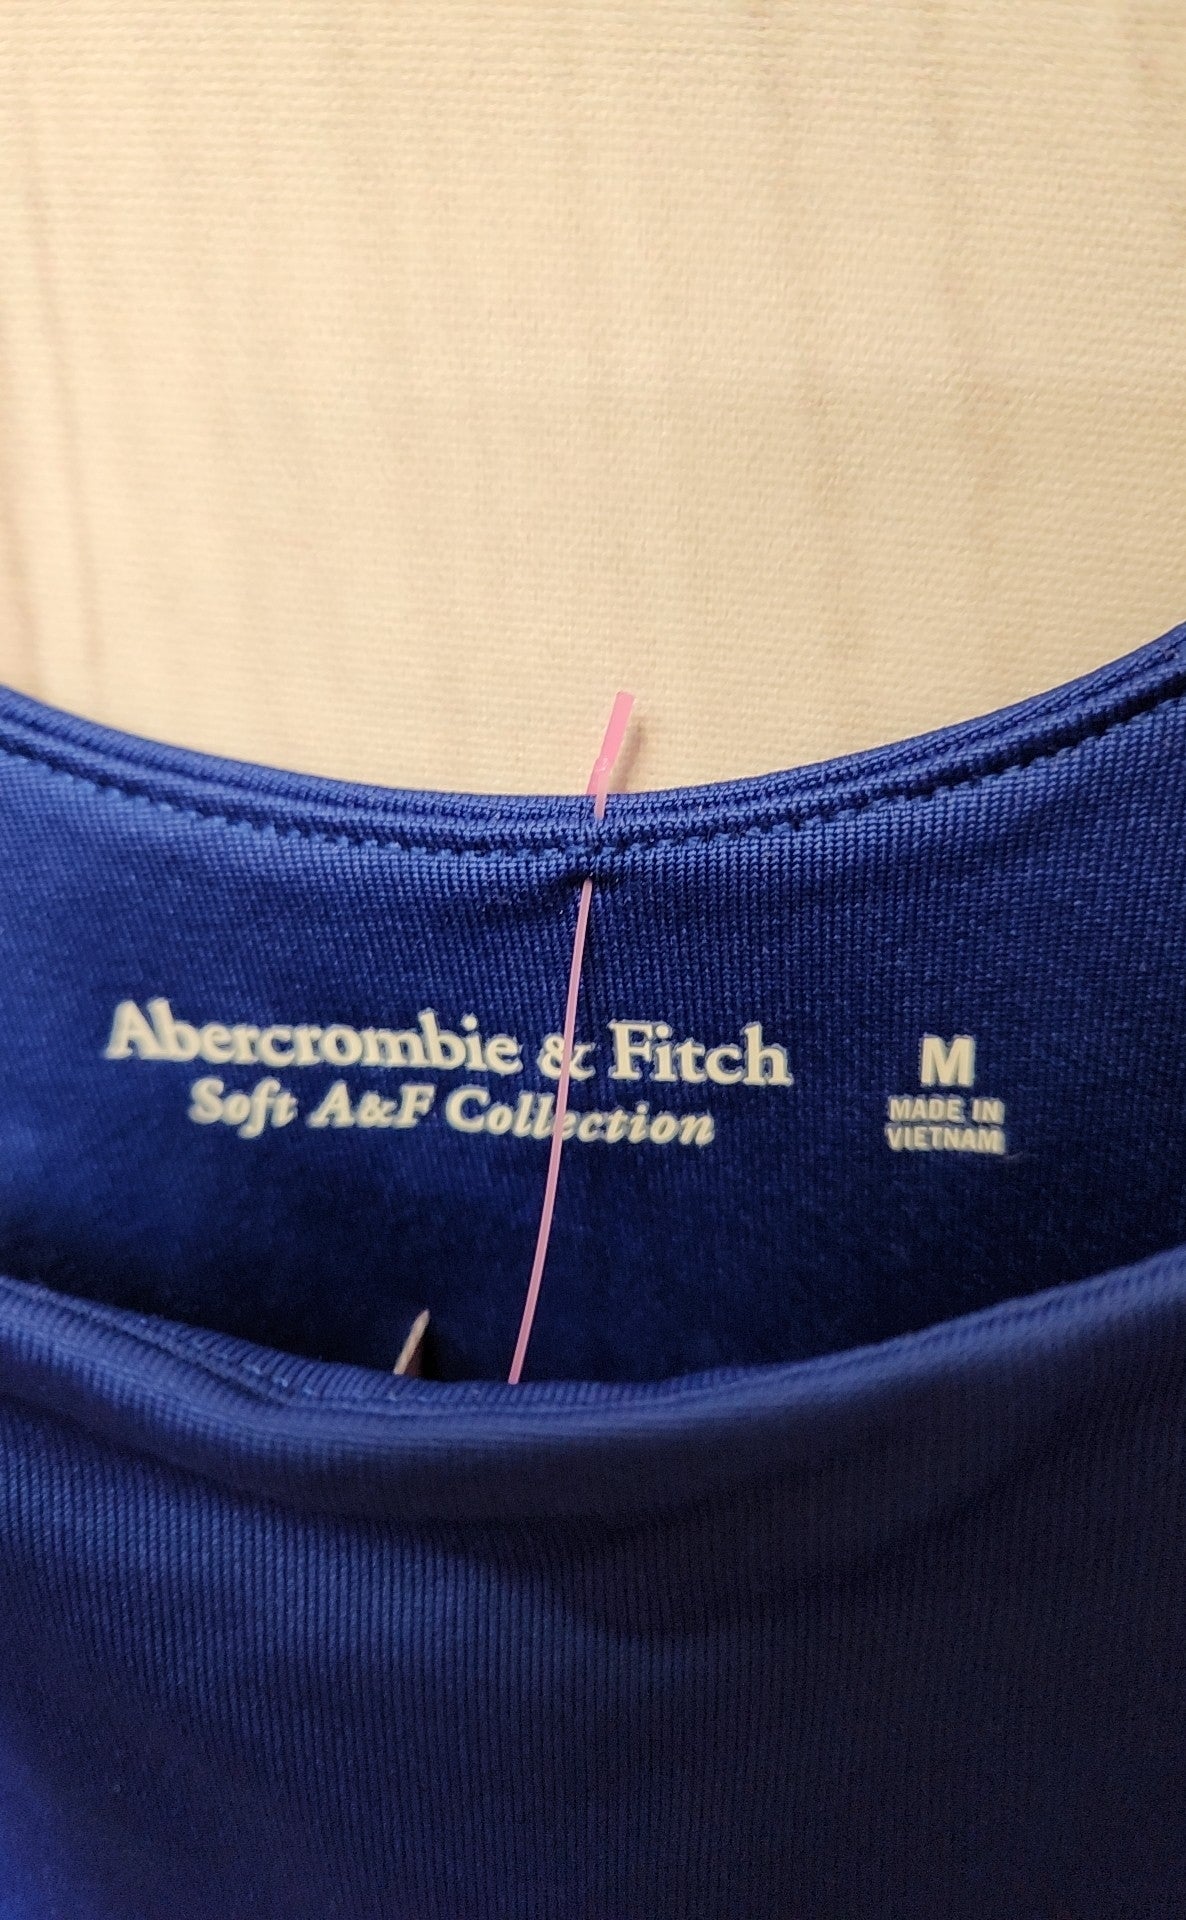 Abercrombie & Fitch
Soft A&F Collection
M
MADE IN
VIETNAM